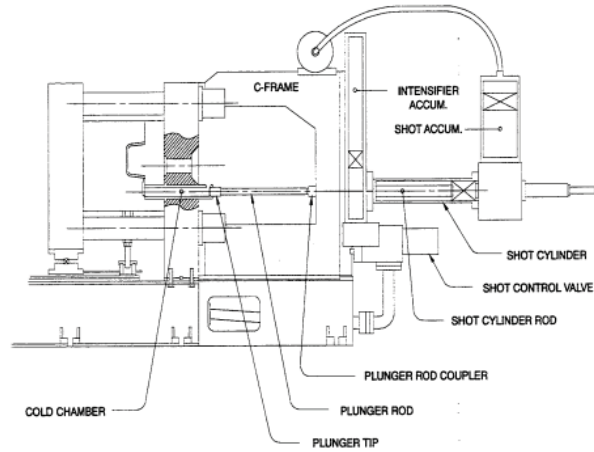 C-FRAME
INTENSIFIER
ACCUM.
SHOT ACCUM.
SHOT CYLINDER
SHOT CONTROL VALVE
SHOT CYLINDER ROD
PLUNGER ROD COUPLER
COLD CHAMBER
PLUNGER ROD
PLUNGER TIP